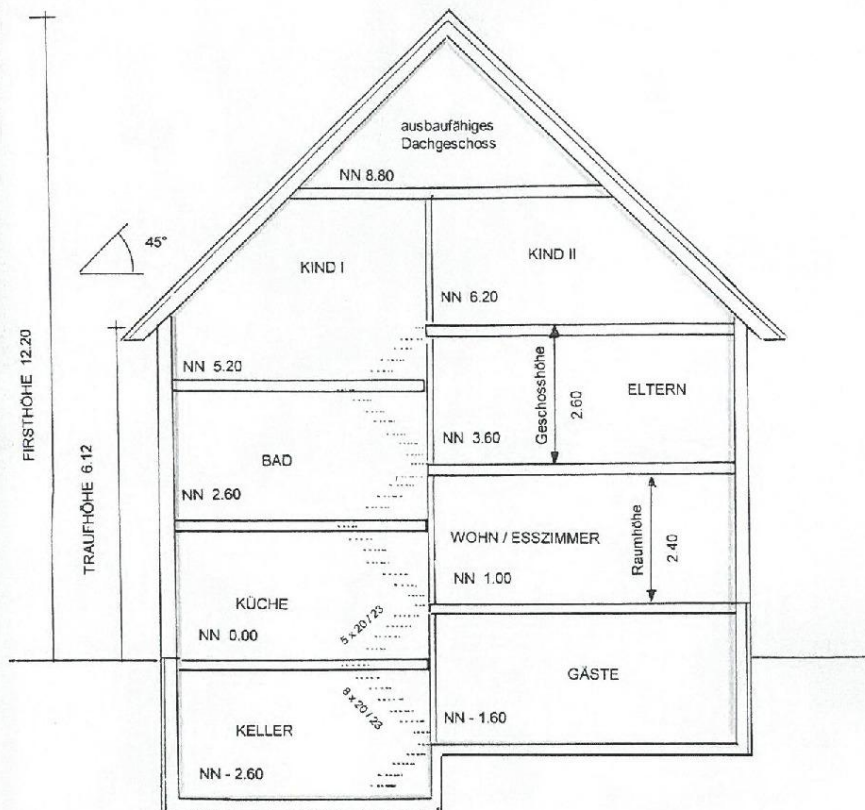 ausbaufähiges
Dachgeschoss
NN 8.80
FIRSTHÖHE 12.20
45°
KIND I
KIND II
NN 6.20
TRAUFHÖHE 6.12
NN 5.20
Geschosshöhe
2.60
ELTERN
NN 3.60
BAD
NN 2.60
WOHN / ESSZIMMER
NN 1.00
Raumhöhe
2.40
KÜCHE
NN 0.00
5 x 20 / 23
8 x 20 / 23
GÄSTE
NN - 1.60
KELLER
NN - 2.60